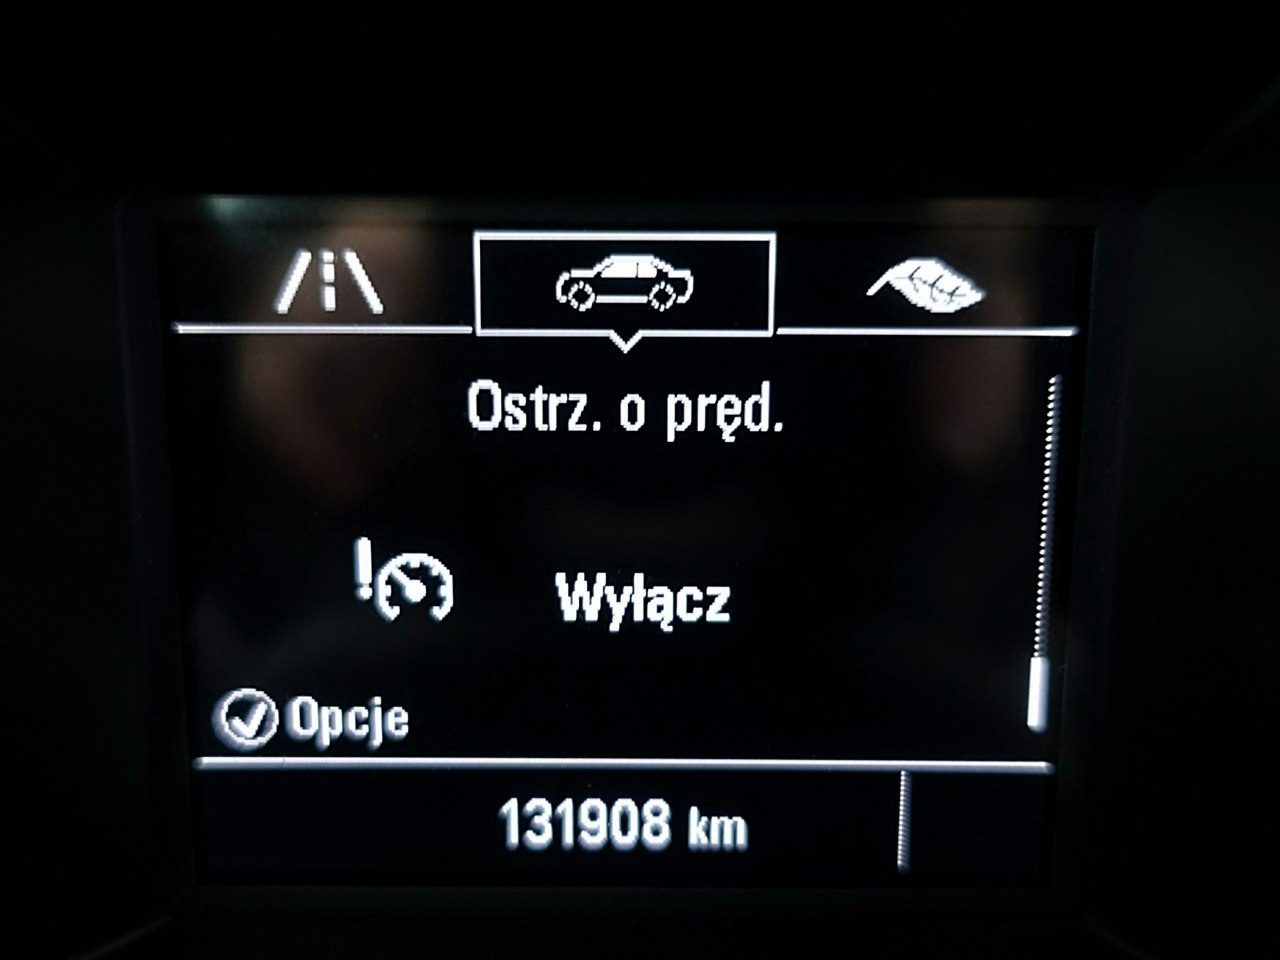 Ostrz. o pręd.
Wyłącz
Opcje
131908 km